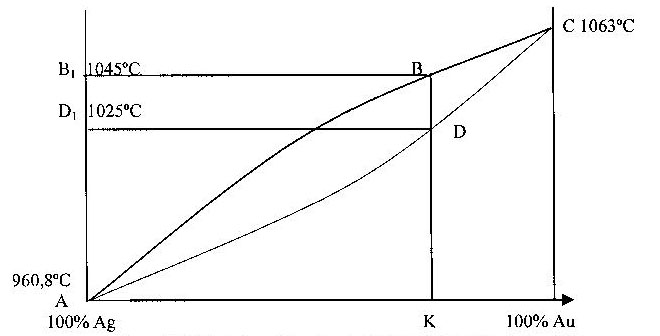 C 1063ºC
B₁ 1045ºC B
D₁ 1025ºC
D
960,8ºC
A
100% Ag K 100% Au